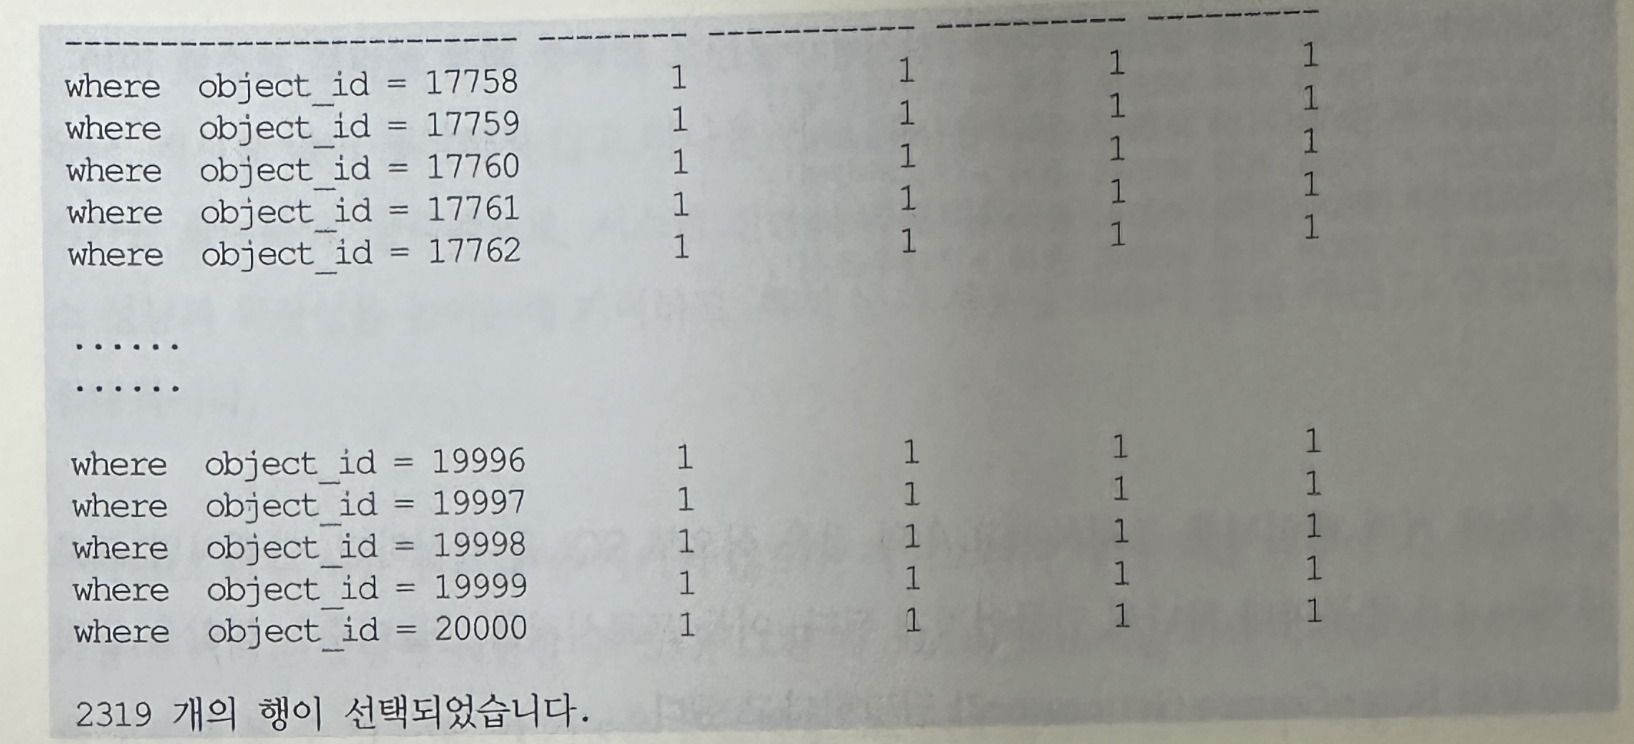 ---------------------- -------- ----------- ---------- ---------
where  object_id = 17758        1           1          1         1
where  object_id = 17759        1           1          1         1
where  object_id = 17760        1           1          1         1
where  object_id = 17761        1           1          1         1
where  object_id = 17762        1           1          1         1
......
......
where  object_id = 19996        1           1          1         1
where  object_id = 19997        1           1          1         1
where  object_id = 19998        1           1          1         1
where  object_id = 19999        1           1          1         1
where  object_id = 20000        1           1          1         1
2319 개의 행이 선택되었습니다.